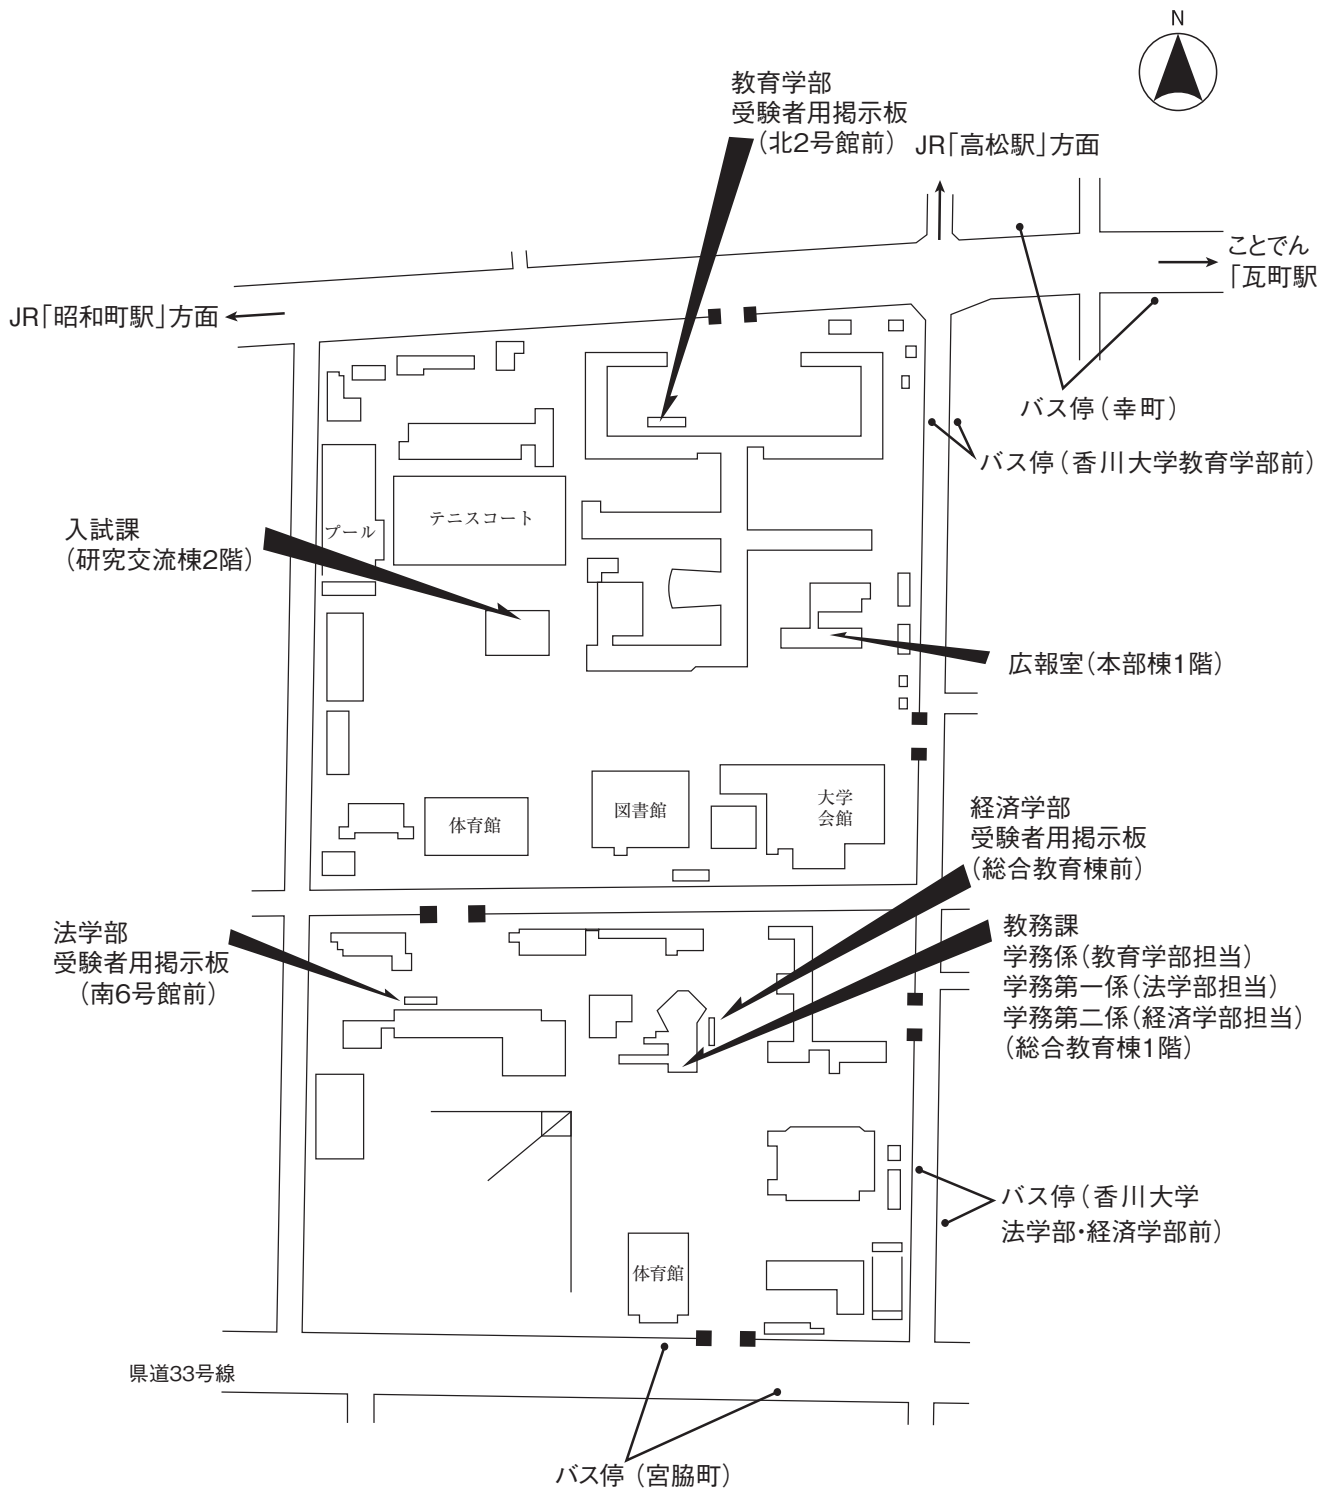 N
教育学部
受験者用掲示板
（北2号館前）
JR「高松駅」方面
ことでん
「瓦町駅
JR「昭和町駅」方面
バス停（幸町）
バス停（香川大学教育学部前）
入試課
（研究交流棟2階）
プール
テニスコート
広報室（本部棟1階）
体育館
図書館
大学
会館
経済学部
受験者用掲示板
（総合教育棟前）
法学部
受験者用掲示板
（南6号館前）
教務課
学務係（教育学部担当）
学務第一係（法学部担当）
学務第二係（経済学部担当）
（総合教育棟1階）
バス停（香川大学
法学部・経済学部前）
体育館
県道33号線
バス停（宮脇町）